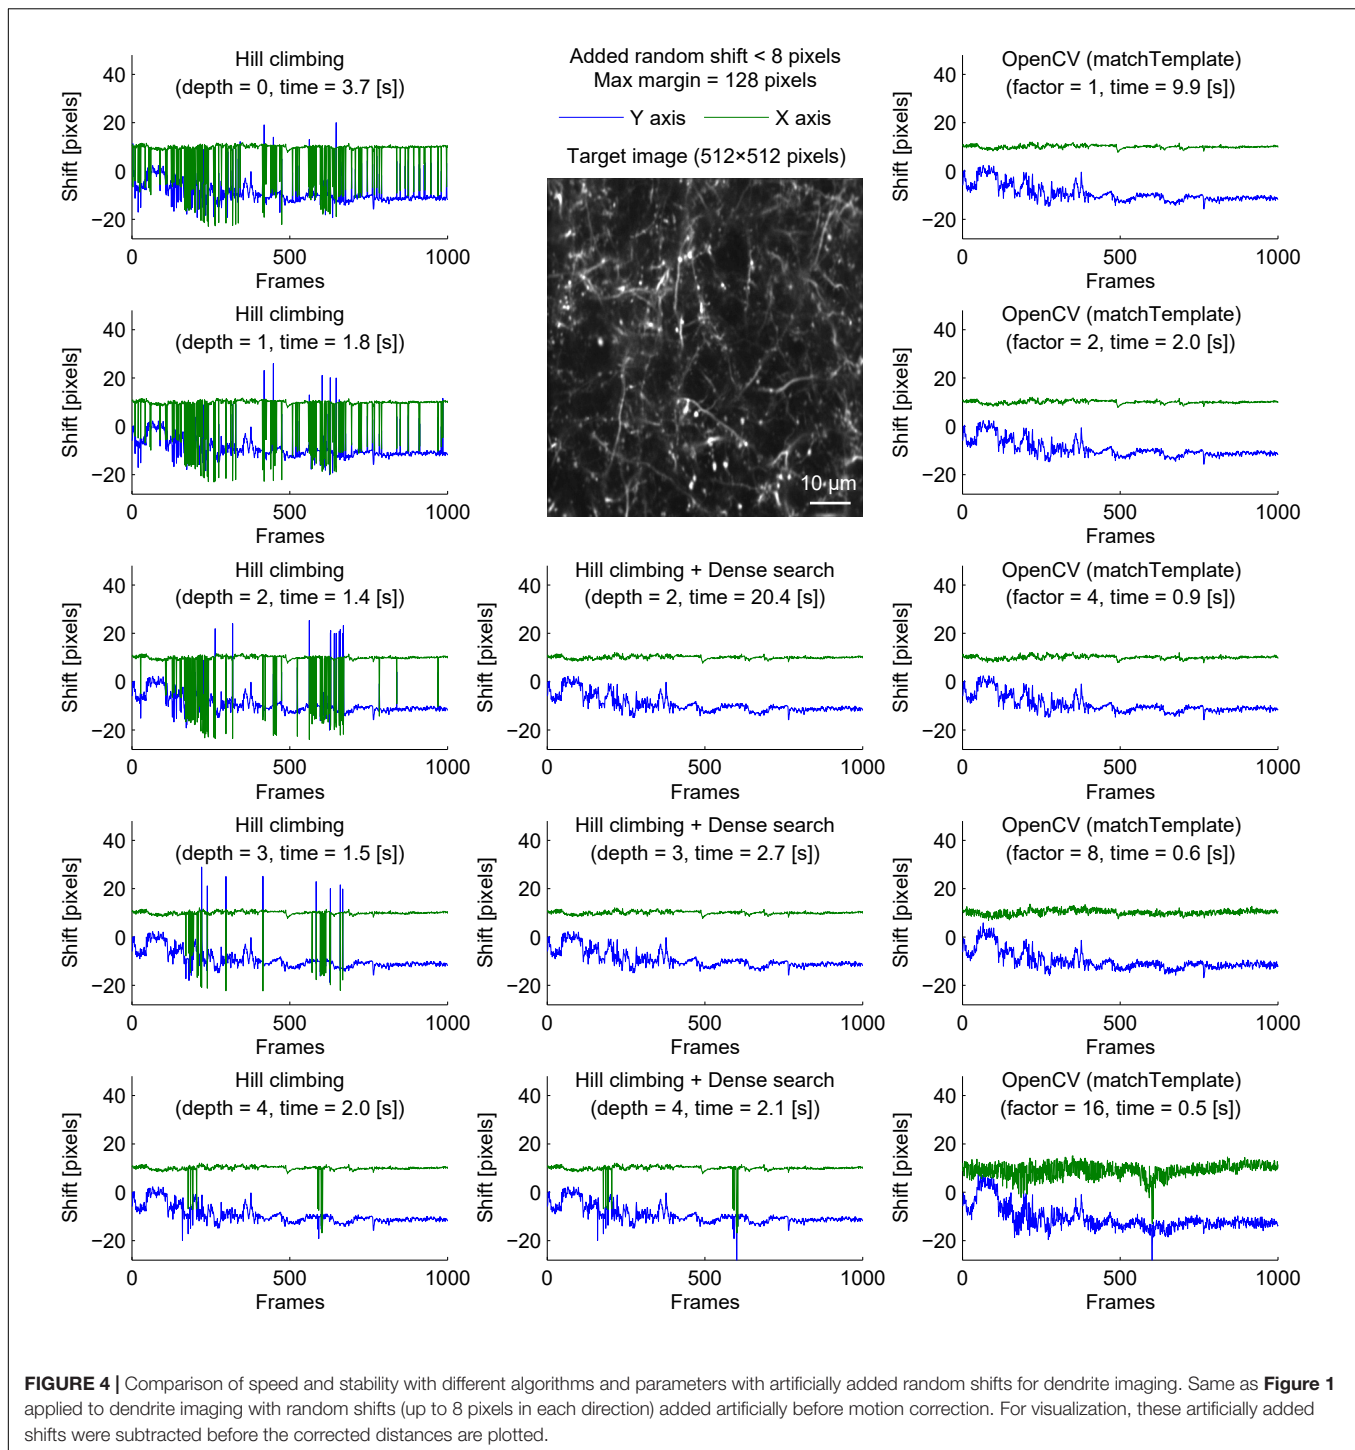 Hill climbing
(depth = 0, time = 3.7 [s])
40
20
0
−20
Shift [pixels]
0
500
1000
Frames
Added random shift < 8 pixels
Max margin = 128 pixels
Y axis
X axis
Target image (512×512 pixels)
10 µm
OpenCV (matchTemplate)
(factor = 1, time = 9.9 [s])
40
20
0
−20
Shift [pixels]
0
500
1000
Frames
Hill climbing
(depth = 1, time = 1.8 [s])
40
20
0
−20
Shift [pixels]
0
500
1000
Frames
OpenCV (matchTemplate)
(factor = 2, time = 2.0 [s])
40
20
0
−20
Shift [pixels]
0
500
1000
Frames
Hill climbing
(depth = 2, time = 1.4 [s])
40
20
0
−20
Shift [pixels]
0
500
1000
Frames
Hill climbing + Dense search
(depth = 2, time = 20.4 [s])
40
20
0
−20
Shift [pixels]
0
500
1000
Frames
OpenCV (matchTemplate)
(factor = 4, time = 0.9 [s])
40
20
0
−20
Shift [pixels]
0
500
1000
Frames
Hill climbing
(depth = 3, time = 1.5 [s])
40
20
0
−20
Shift [pixels]
0
500
1000
Frames
Hill climbing + Dense search
(depth = 3, time = 2.7 [s])
40
20
0
−20
Shift [pixels]
0
500
1000
Frames
OpenCV (matchTemplate)
(factor = 8, time = 0.6 [s])
40
20
0
−20
Shift [pixels]
0
500
1000
Frames
Hill climbing
(depth = 4, time = 2.0 [s])
40
20
0
−20
Shift [pixels]
0
500
1000
Frames
Hill climbing + Dense search
(depth = 4, time = 2.1 [s])
40
20
0
−20
Shift [pixels]
0
500
1000
Frames
OpenCV (matchTemplate)
(factor = 16, time = 0.5 [s])
40
20
0
−20
Shift [pixels]
0
500
1000
Frames
FIGURE 4 | Comparison of speed and stability with different algorithms and parameters with artificially added random shifts for dendrite imaging. Same as Figure 1
applied to dendrite imaging with random shifts (up to 8 pixels in each direction) added artificially before motion correction. For visualization, these artificially added
shifts were subtracted before the corrected distances are plotted.